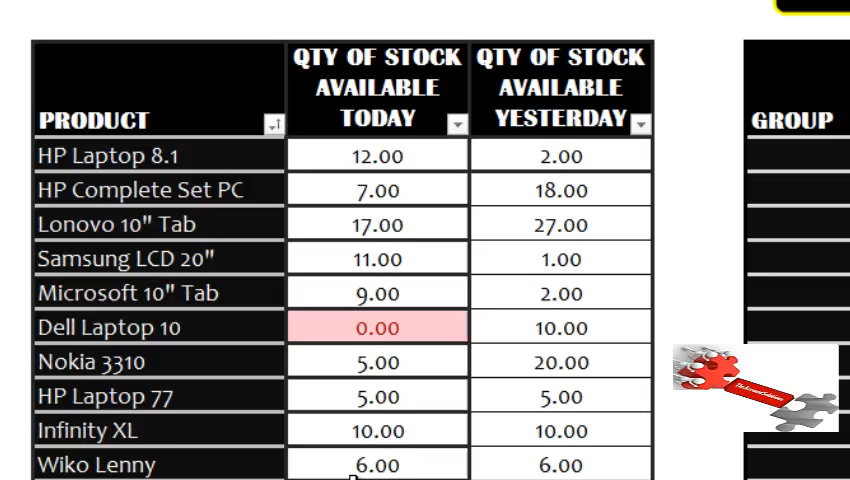 PRODUCT
QTY OF STOCK
AVAILABLE
TODAY
QTY OF STOCK
AVAILABLE
YESTERDAY
GROUP
HP Laptop 8.1 12.00 2.00
HP Complete Set PC 7.00 18.00
Lonovo 10" Tab 17.00 27.00
Samsung LCD 20" 11.00 1.00
Microsoft 10" Tab 9.00 2.00
Dell Laptop 10 0.00 10.00
Nokia 3310 5.00 20.00
HP Laptop 77 5.00 5.00
Infinity XL 10.00 10.00
Wiko Lenny 6.00 6.00